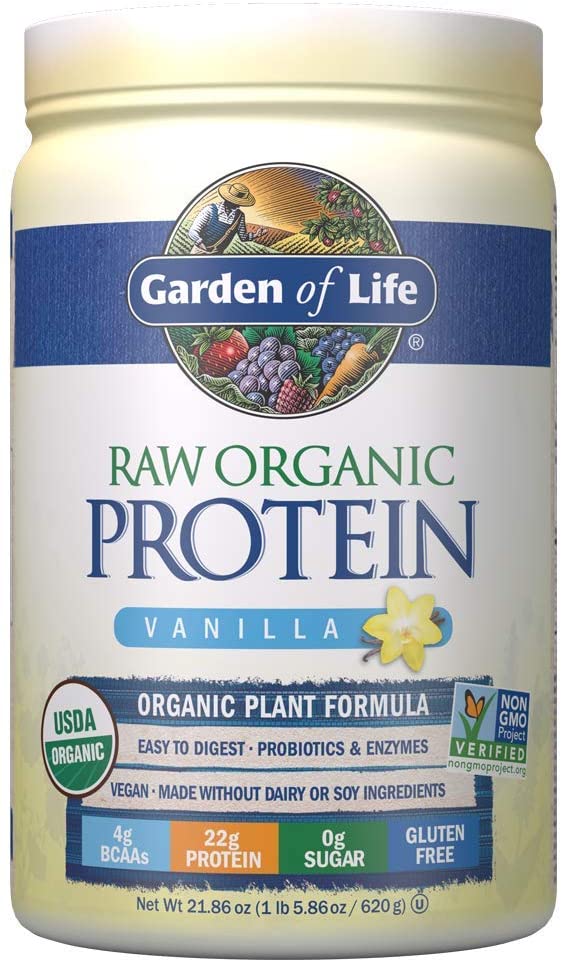 Garden of Life
®
RAW ORGANIC
PROTEIN
VANILLA
USDA
ORGANIC
ORGANIC PLANT FORMULA
EASY TO DIGEST · PROBIOTICS & ENZYMES
VEGAN · MADE WITHOUT DAIRY OR SOY INGREDIENTS
NON
GMO
Project
VERIFIED
nongmoproject.org
4g
BCAAs
22g
PROTEIN
0g
SUGAR
GLUTEN
FREE
Net Wt 21.86 oz (1 lb 5.86 oz / 620 g) U